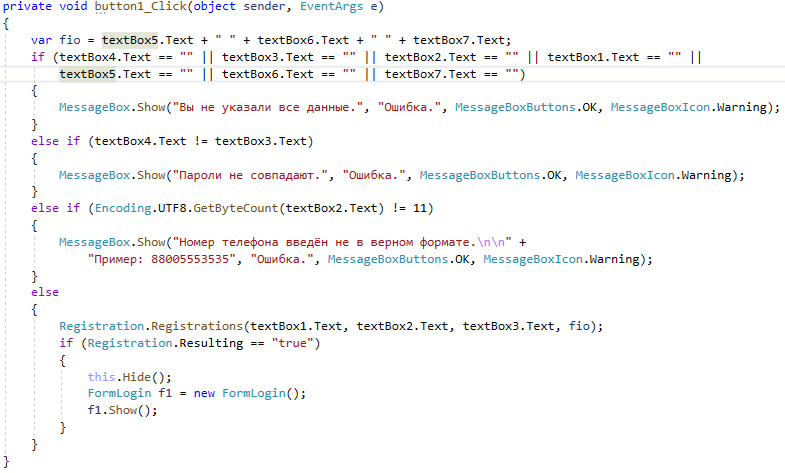 private void button1_Click(object sender, EventArgs e)
{
var fio = textBox5.Text + " " + textBox6.Text + " " + textBox7.Text;
if (textBox4.Text == "" || textBox3.Text == "" || textBox2.Text == "" || textBox1.Text == "" ||
textBox5.Text == "" || textBox6.Text == "" || textBox7.Text == "")
{
MessageBox.Show("Вы не указали все данные.", "Ошибка.", MessageBoxButtons.OK, MessageBoxIcon.Warning);
}
else if (textBox4.Text != textBox3.Text)
{
MessageBox.Show("Пароли не совпадают.", "Ошибка.", MessageBoxButtons.OK, MessageBoxIcon.Warning);
}
else if (Encoding.UTF8.GetByteCount(textBox2.Text) != 11)
{
MessageBox.Show("Номер телефона введён не в верном формате.\n\n" +
"Пример: 88005553535", "Ошибка.", MessageBoxButtons.OK, MessageBoxIcon.Warning);
}
else
{
Registration.Registrations(textBox1.Text, textBox2.Text, textBox3.Text, fio);
if (Registration.Resulting == "true")
{
this.Hide();
FormLogin f1 = new FormLogin();
f1.Show();
}
}
}